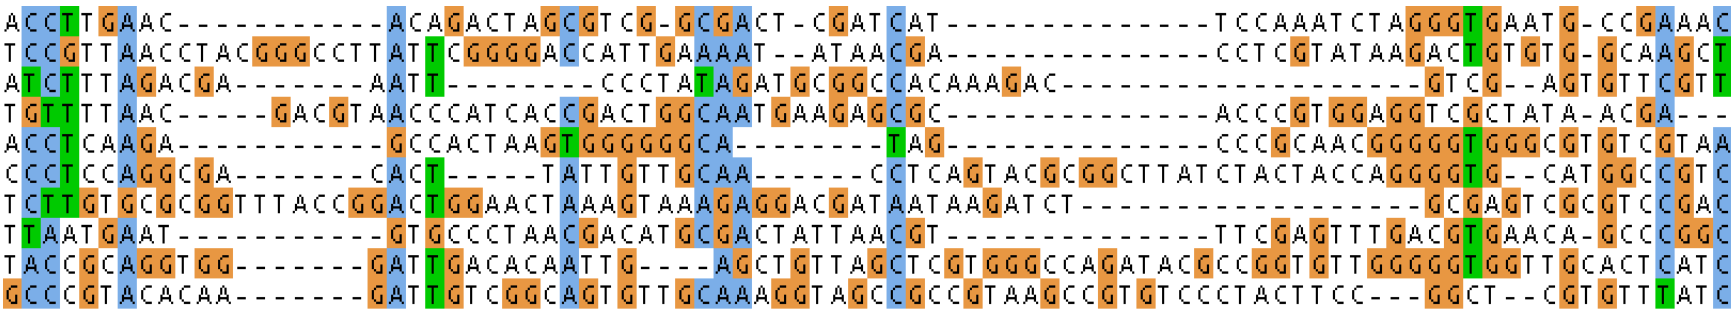 ACCTTGAAC-----------ACAGACTAGCGTCG-GCGACT-CGATCAT--------------TCCAAATCTAGGGTGAATG-CCGAAAC
TCCGTTAACCTACGGGCCTTATTCGGGGACCATTGAAAAT--ATAACGA--------------CCTCGTATAAGACTGTGTG-GCAAGCT
ATCTTTAGACGA-------AATT--------CCCTATAGATGCGGCCACAAAGAC-------------------GTCG--AGTGTTCGTT
TGTTTTAAC-----GACGTAACCCATCACCGACTGGCAATGAAGAGCGC--------------ACCCGTGGAGGTCGCTATA-ACGA---
ACCTCAAGA-----------GCCACTAAGTGGGGGGCA--------TAG--------------CCCGCAACGGGGGTGGGCGTGTCGTAA
CCCTCCAGGCGA-------CACT-----TATTGTTGCAA------CCTCAGTACGCGGCTTATCTACTACCAGGGGTG--CATGGCCGTC
TCTTGTGCGCGGTTTACCGGACTGGAACTAAAGTAAAGAGGACGATAATAAGATCT------------------GCGAGTCGCGTCCGAC
TTAATGAAT-----------GTGCCCTAACGACATGCGACTATTAACGT--------------TTCGAGTTTGACGTGAACA-GCCCGGC
TACCGCAGGTGG-------GATTGACACAATTG----AGCTGTTAGCTCGTGGGCCAGATACGCCGGTGTTGGGGGTGGTTGCACTCATC
GCCCGTACACAA-------GATTGTCGGCAGTGTTGCAAAGGTAGCCGCCGTAAGCCGTGTCCCTACTTCC---GGCT--CGTGTTTATC